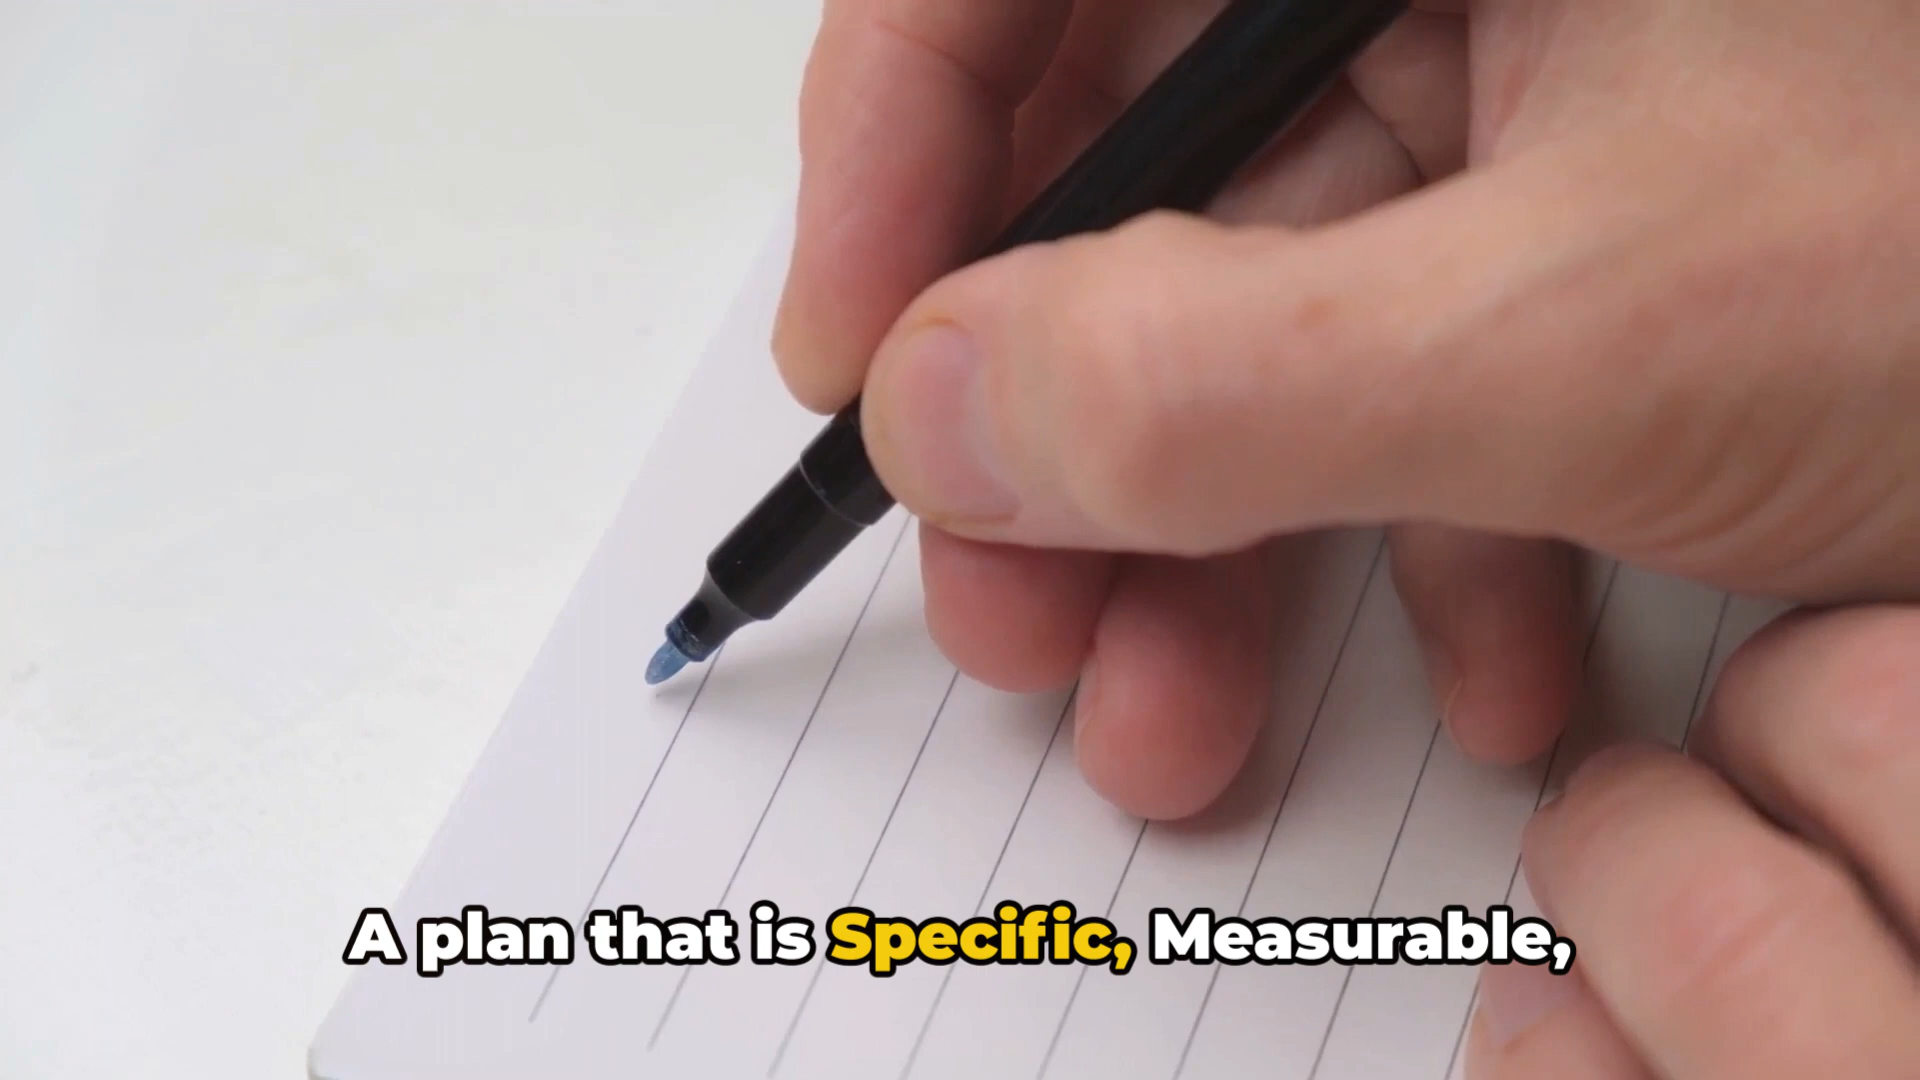 A plan that is Specific, Measurable,